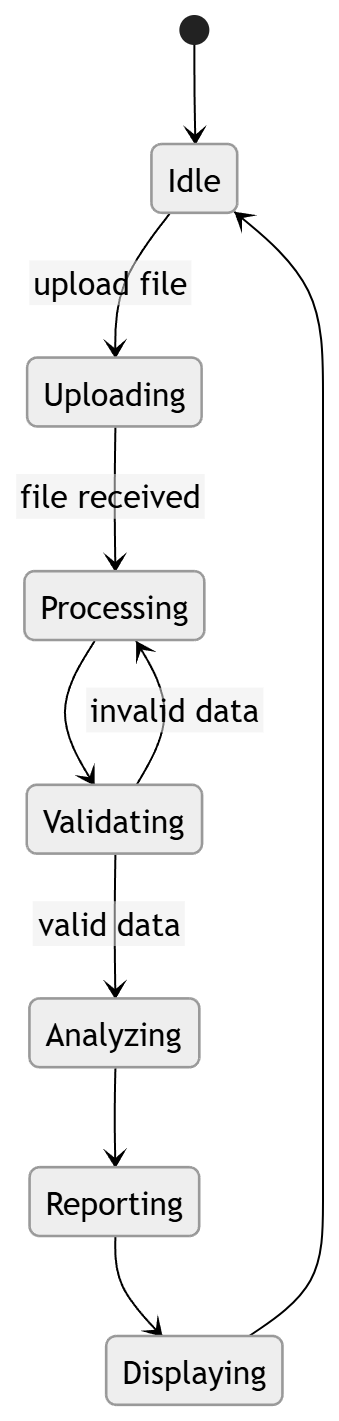 Idle
upload file
Uploading
file received
Processing
invalid data
Validating
valid data
Analyzing
Reporting
Displaying